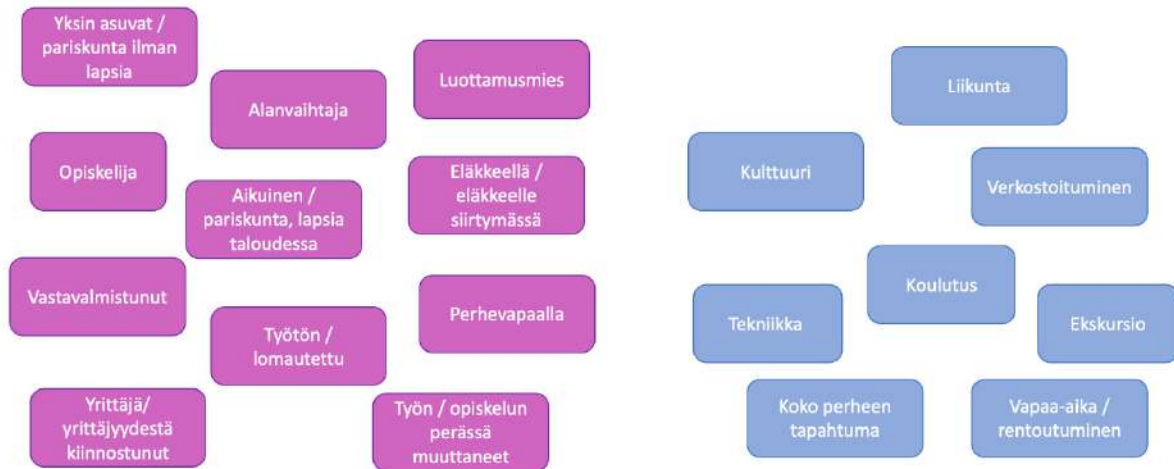 Yksin asuvat /
pariskunta ilman
lapsia
Alanvaihtaja
Luottamusmies
Opiskelija
Aikuinen /
pariskunta, lapsia
taloudessa
Eläkkeellä /
eläkkeelle
siirtymässä
Vastavalmistunut
Työtön /
lomautettu
Perhevapaalla
Yrittäjä/
yrittäjyydestä
kiinnostunut
Työn / opiskelun
perässä
muuttaneet
Liikunta
Kulttuuri
Verkostoituminen
Koulutus
Tekniikka
Ekskursio
Koko perheen
tapahtuma
Vapaa-aika /
rentoutuminen